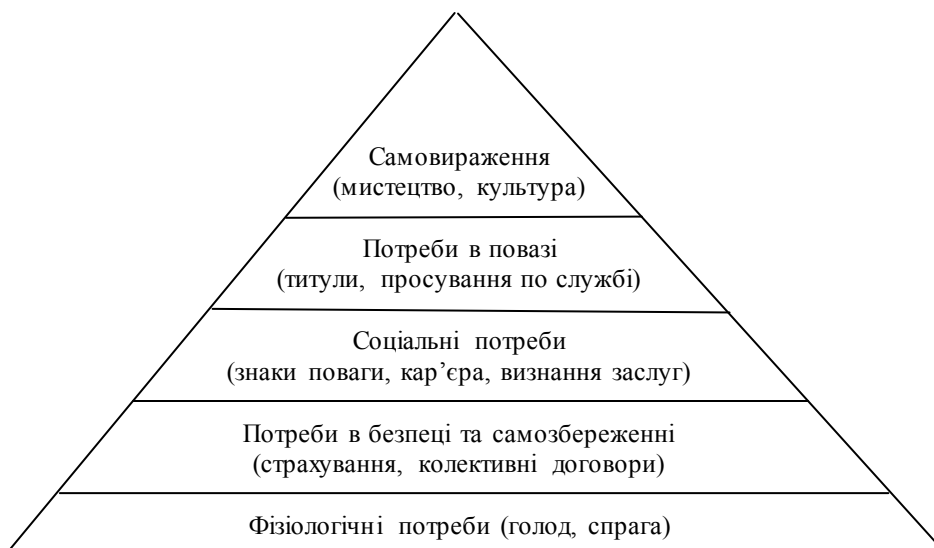 Самовираження
(мистецтво, культура)
Потреби в повазі
(титули, просування по службі)
Соціальні потреби
(знаки поваги, кар’єра, визнання заслуг)
Потреби в безпеці та самозбереженні
(страхування, колективні договори)
Фізіологічні потреби (голод, спрага)